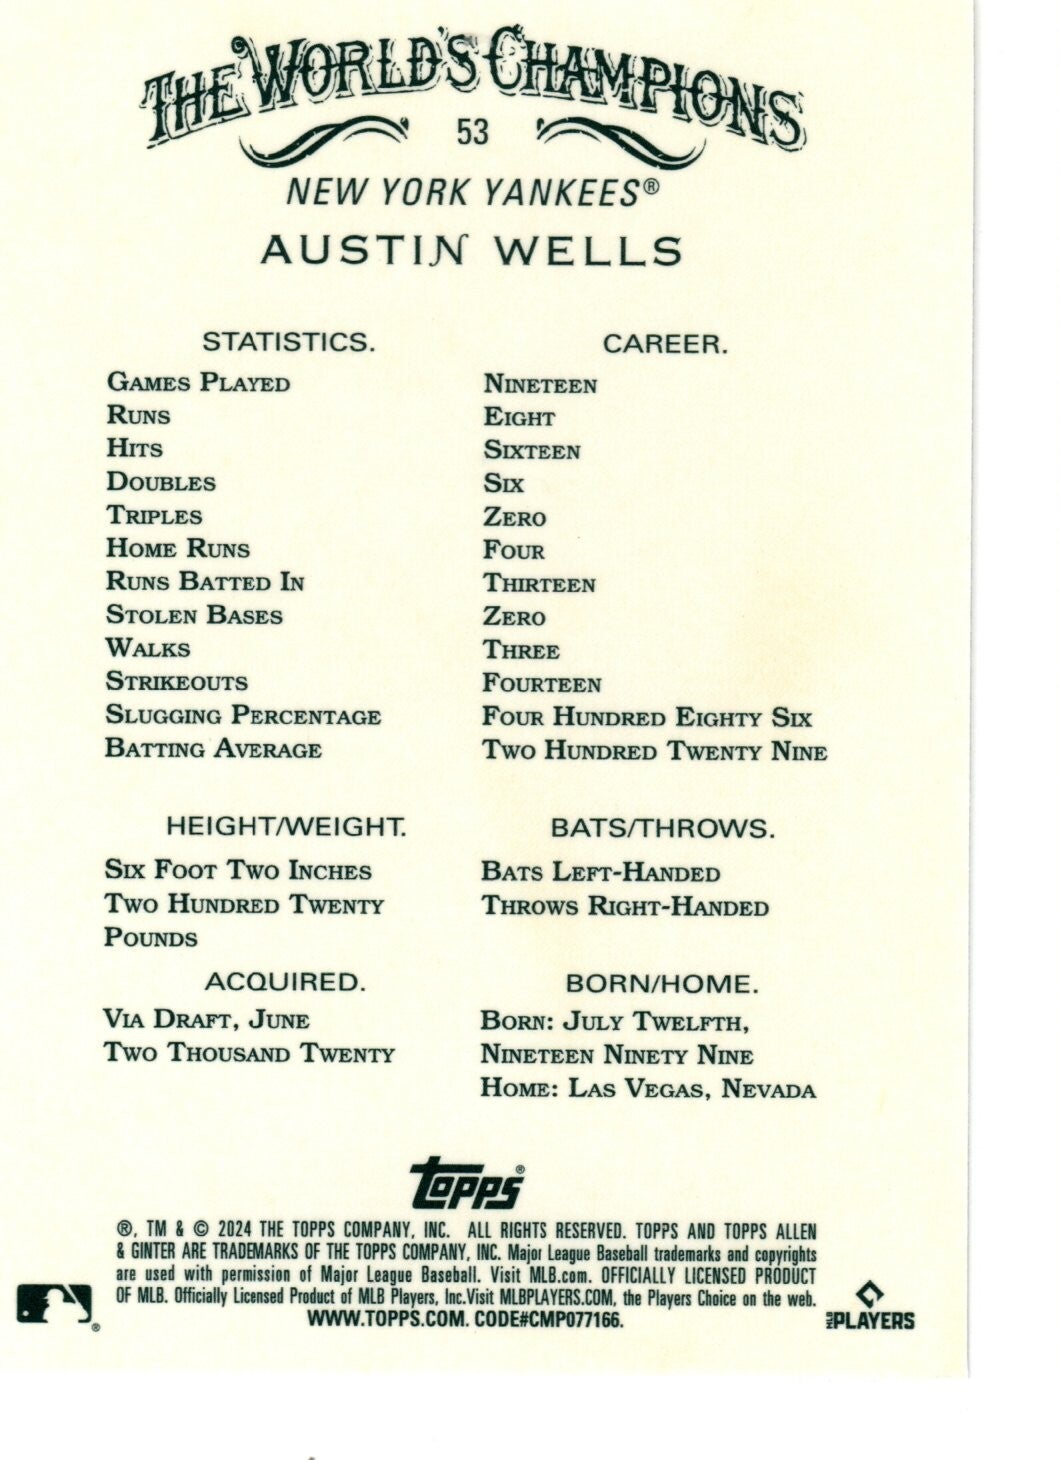 THE WORLD'S CHAMPIONS
53
NEW YORK YANKEES®
AUSTIN WELLS
STATISTICS. CAREER.
GAMES PLAYED NINETEEN
RUNS EIGHT
HITS SIXTEEN
DOUBLES SIX
TRIPLES ZERO
HOME RUNS FOUR
RUNS BATTED IN THIRTEEN
STOLEN BASES ZERO
WALKS THREE
STRIKEOUTS FOURTEEN
SLUGGING PERCENTAGE FOUR HUNDRED EIGHTY SIX
BATTING AVERAGE TWO HUNDRED TWENTY NINE
HEIGHT/WEIGHT.
SIX FOOT TWO INCHES
TWO HUNDRED TWENTY
POUNDS
BATS/THROWS.
BATS LEFT-HANDED
THROWS RIGHT-HANDED
ACQUIRED.
VIA DRAFT, JUNE
TWO THOUSAND TWENTY
BORN/HOME.
BORN: JULY TWELFTH,
NINETEEN NINETY NINE
HOME: LAS VEGAS, NEVADA
topps®
®, TM & © 2024 THE TOPPS COMPANY, INC. ALL RIGHTS RESERVED. TOPPS AND TOPPS ALLEN
& GINTER ARE TRADEMARKS OF THE TOPPS COMPANY, INC. Major League Baseball trademarks and copyrights
are used with permission of Major League Baseball. Visit MLB.com. OFFICIALLY LICENSED PRODUCT
OF MLB. Officially Licensed Product of MLB Players, Inc.Visit MLBPLAYERS.COM, the Players Choice on the web.
WWW.TOPPS.COM. CODE#CMP077166.
®
MLB PLAYERS